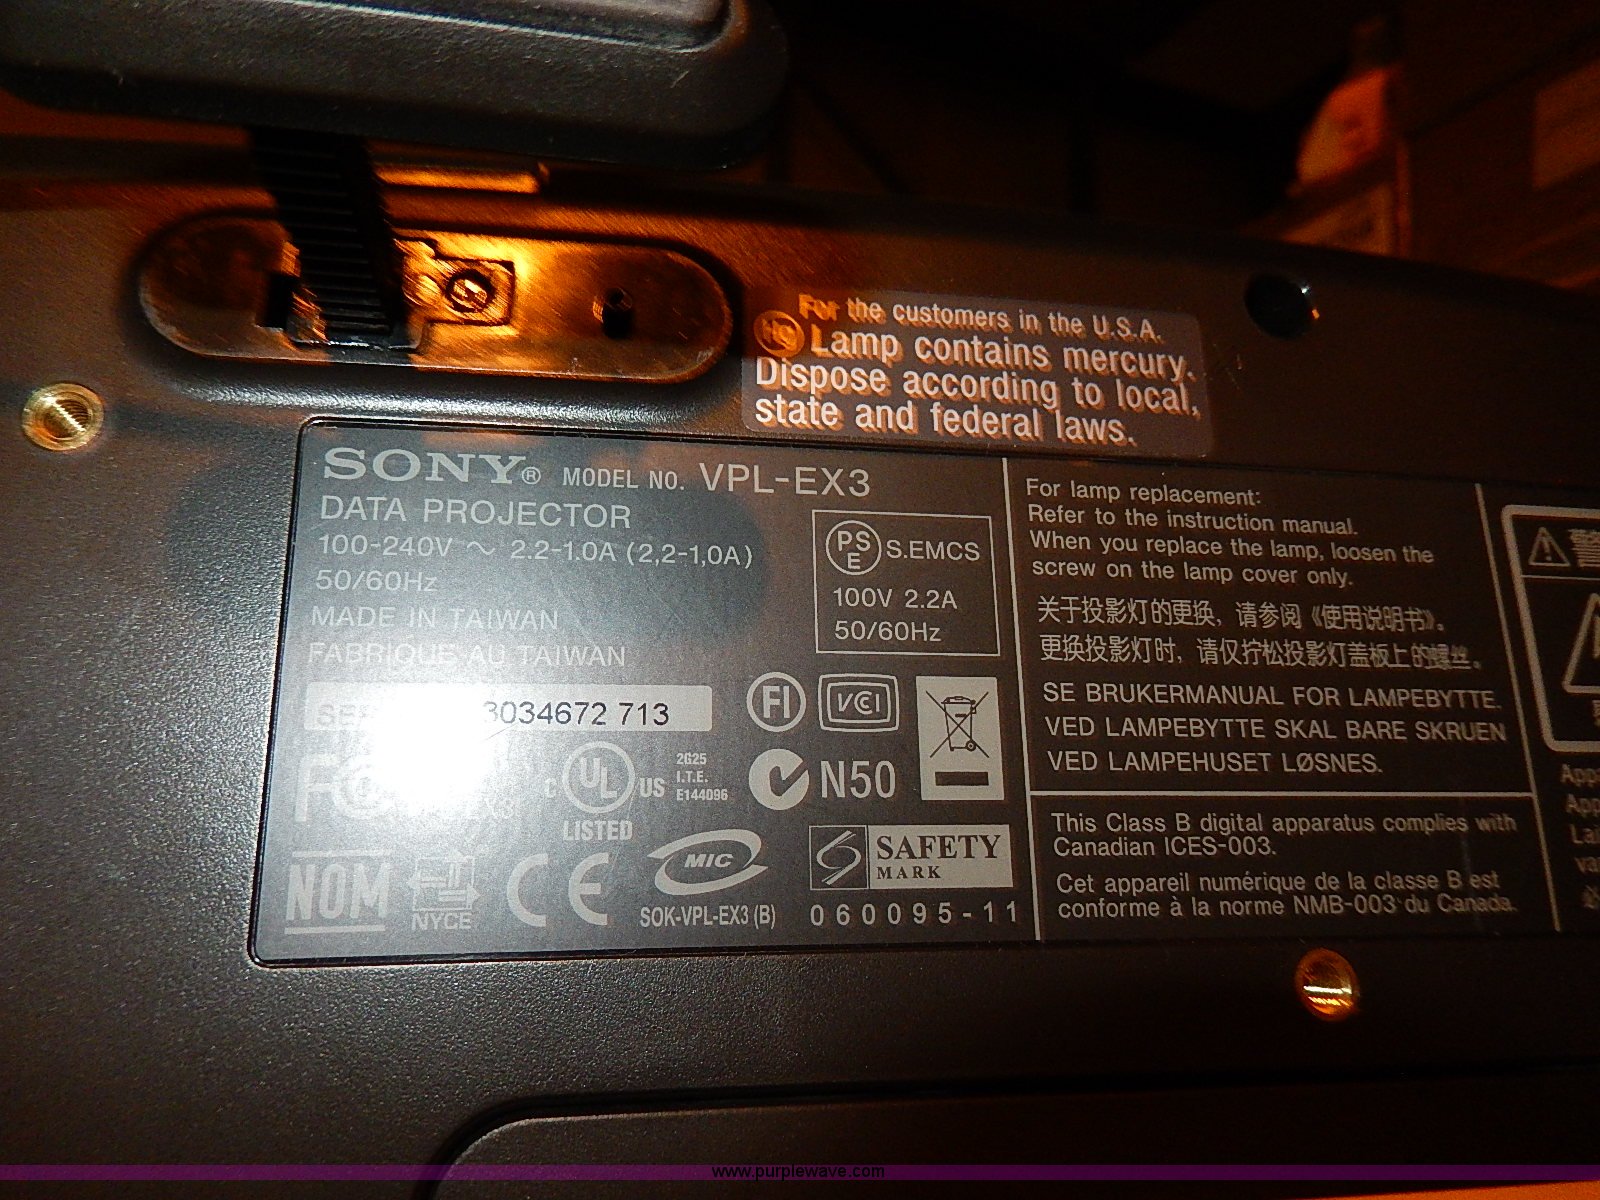 For the customers in the U.S.A.
Hg Lamp contains mercury.
Dispose according to local,
state and federal laws.
SONY® MODEL NO. VPL-EX3
DATA PROJECTOR
100-240V ~ 2.2-1.0A (2,2-1,0A)
50/60Hz
MADE IN TAIWAN
FABRIQUE AU TAIWAN
3034672 713
PS
E
S.EMCS
100V 2.2A
50/60Hz
FI
VCI
FC
C UL US
LISTED
2G25
I.T.E.
E144096
N50
NOM
NYCE
CE
MIC
SOK-VPL-EX3 (B)
SAFETY
MARK
060095-11
For lamp replacement:
Refer to the instruction manual.
When you replace the lamp, loosen the
screw on the lamp cover only.
关于投影灯的更换，请参阅《使用说明书》。
更换投影灯时，请仅拧松投影灯盖板上的螺丝。
SE BRUKERMANUAL FOR LAMPEBYTTE.
VED LAMPEBYTTE SKAL BARE SKRUEN
VED LAMPEHUSET LØSNES.
This Class B digital apparatus complies with
Canadian ICES-003.
Cet appareil numérique de la classe B est
conforme à la norme NMB-003 du Canada.
www.purplewave.com